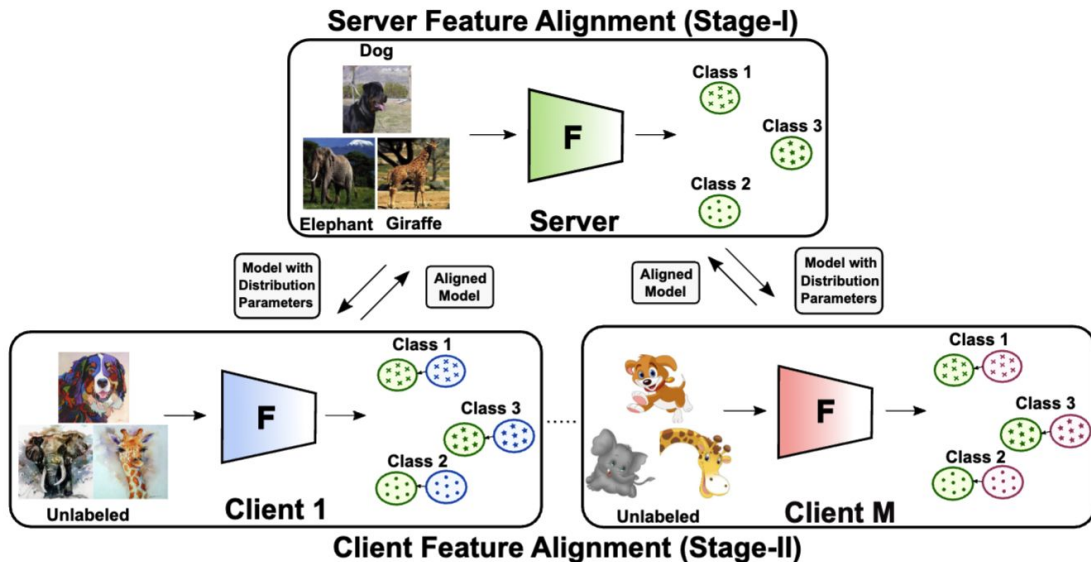 Server Feature Alignment (Stage-I)
Dog
Elephant
Giraffe
F
Server
Class 1
Class 3
Class 2
Model with
Distribution
Parameters
Aligned
Model
Aligned
Model
Model with
Distribution
Parameters
Unlabeled
F
Client 1
Class 1
Class 3
Class 2
Unlabeled
F
Client M
Class 1
Class 3
Class 2
Client Feature Alignment (Stage-II)